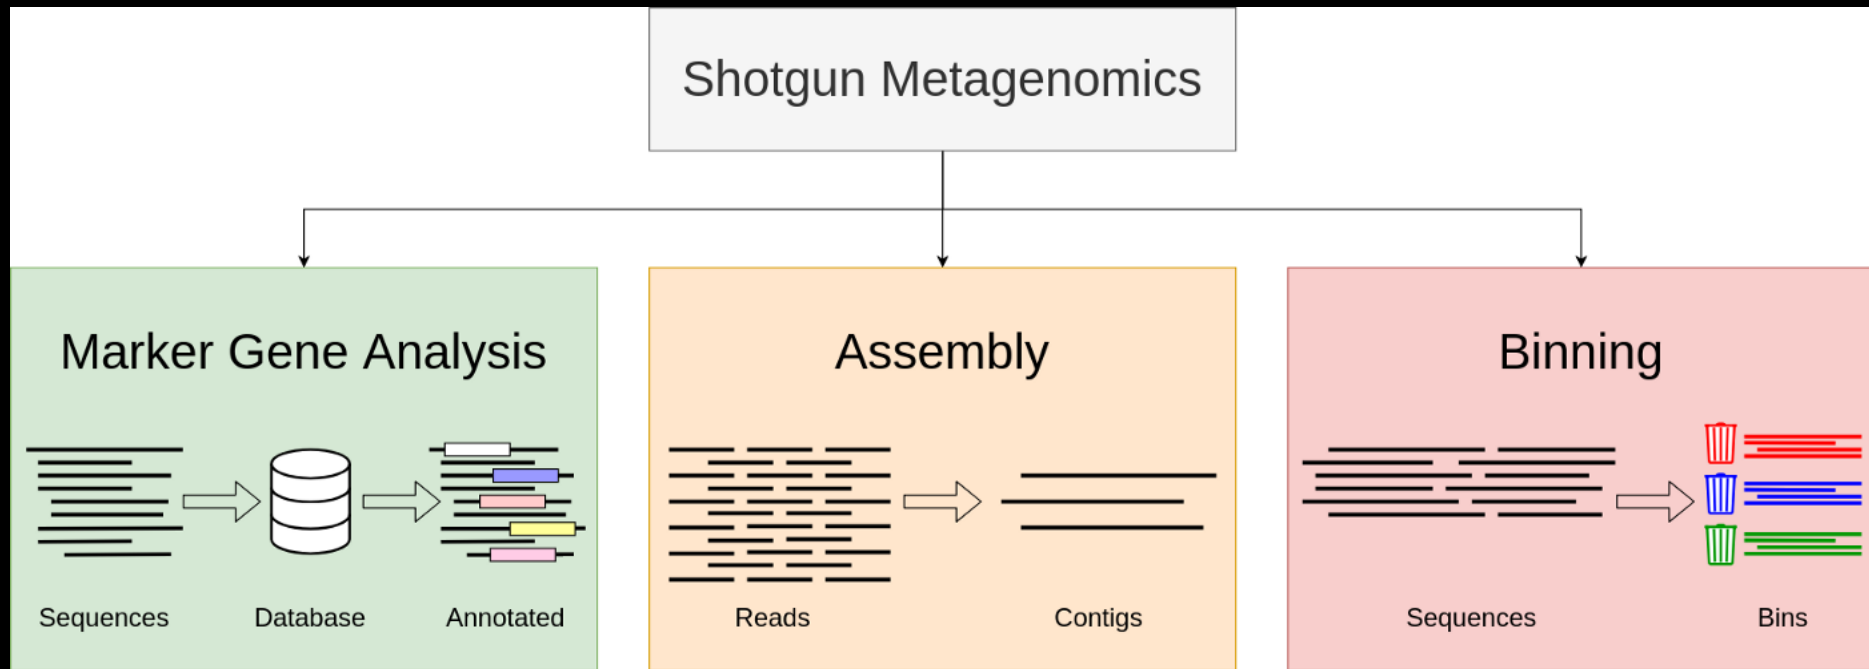 Shotgun Metagenomics
Marker Gene Analysis
Sequences
Database
Annotated
Assembly
Reads
Contigs
Binning
Sequences
Bins